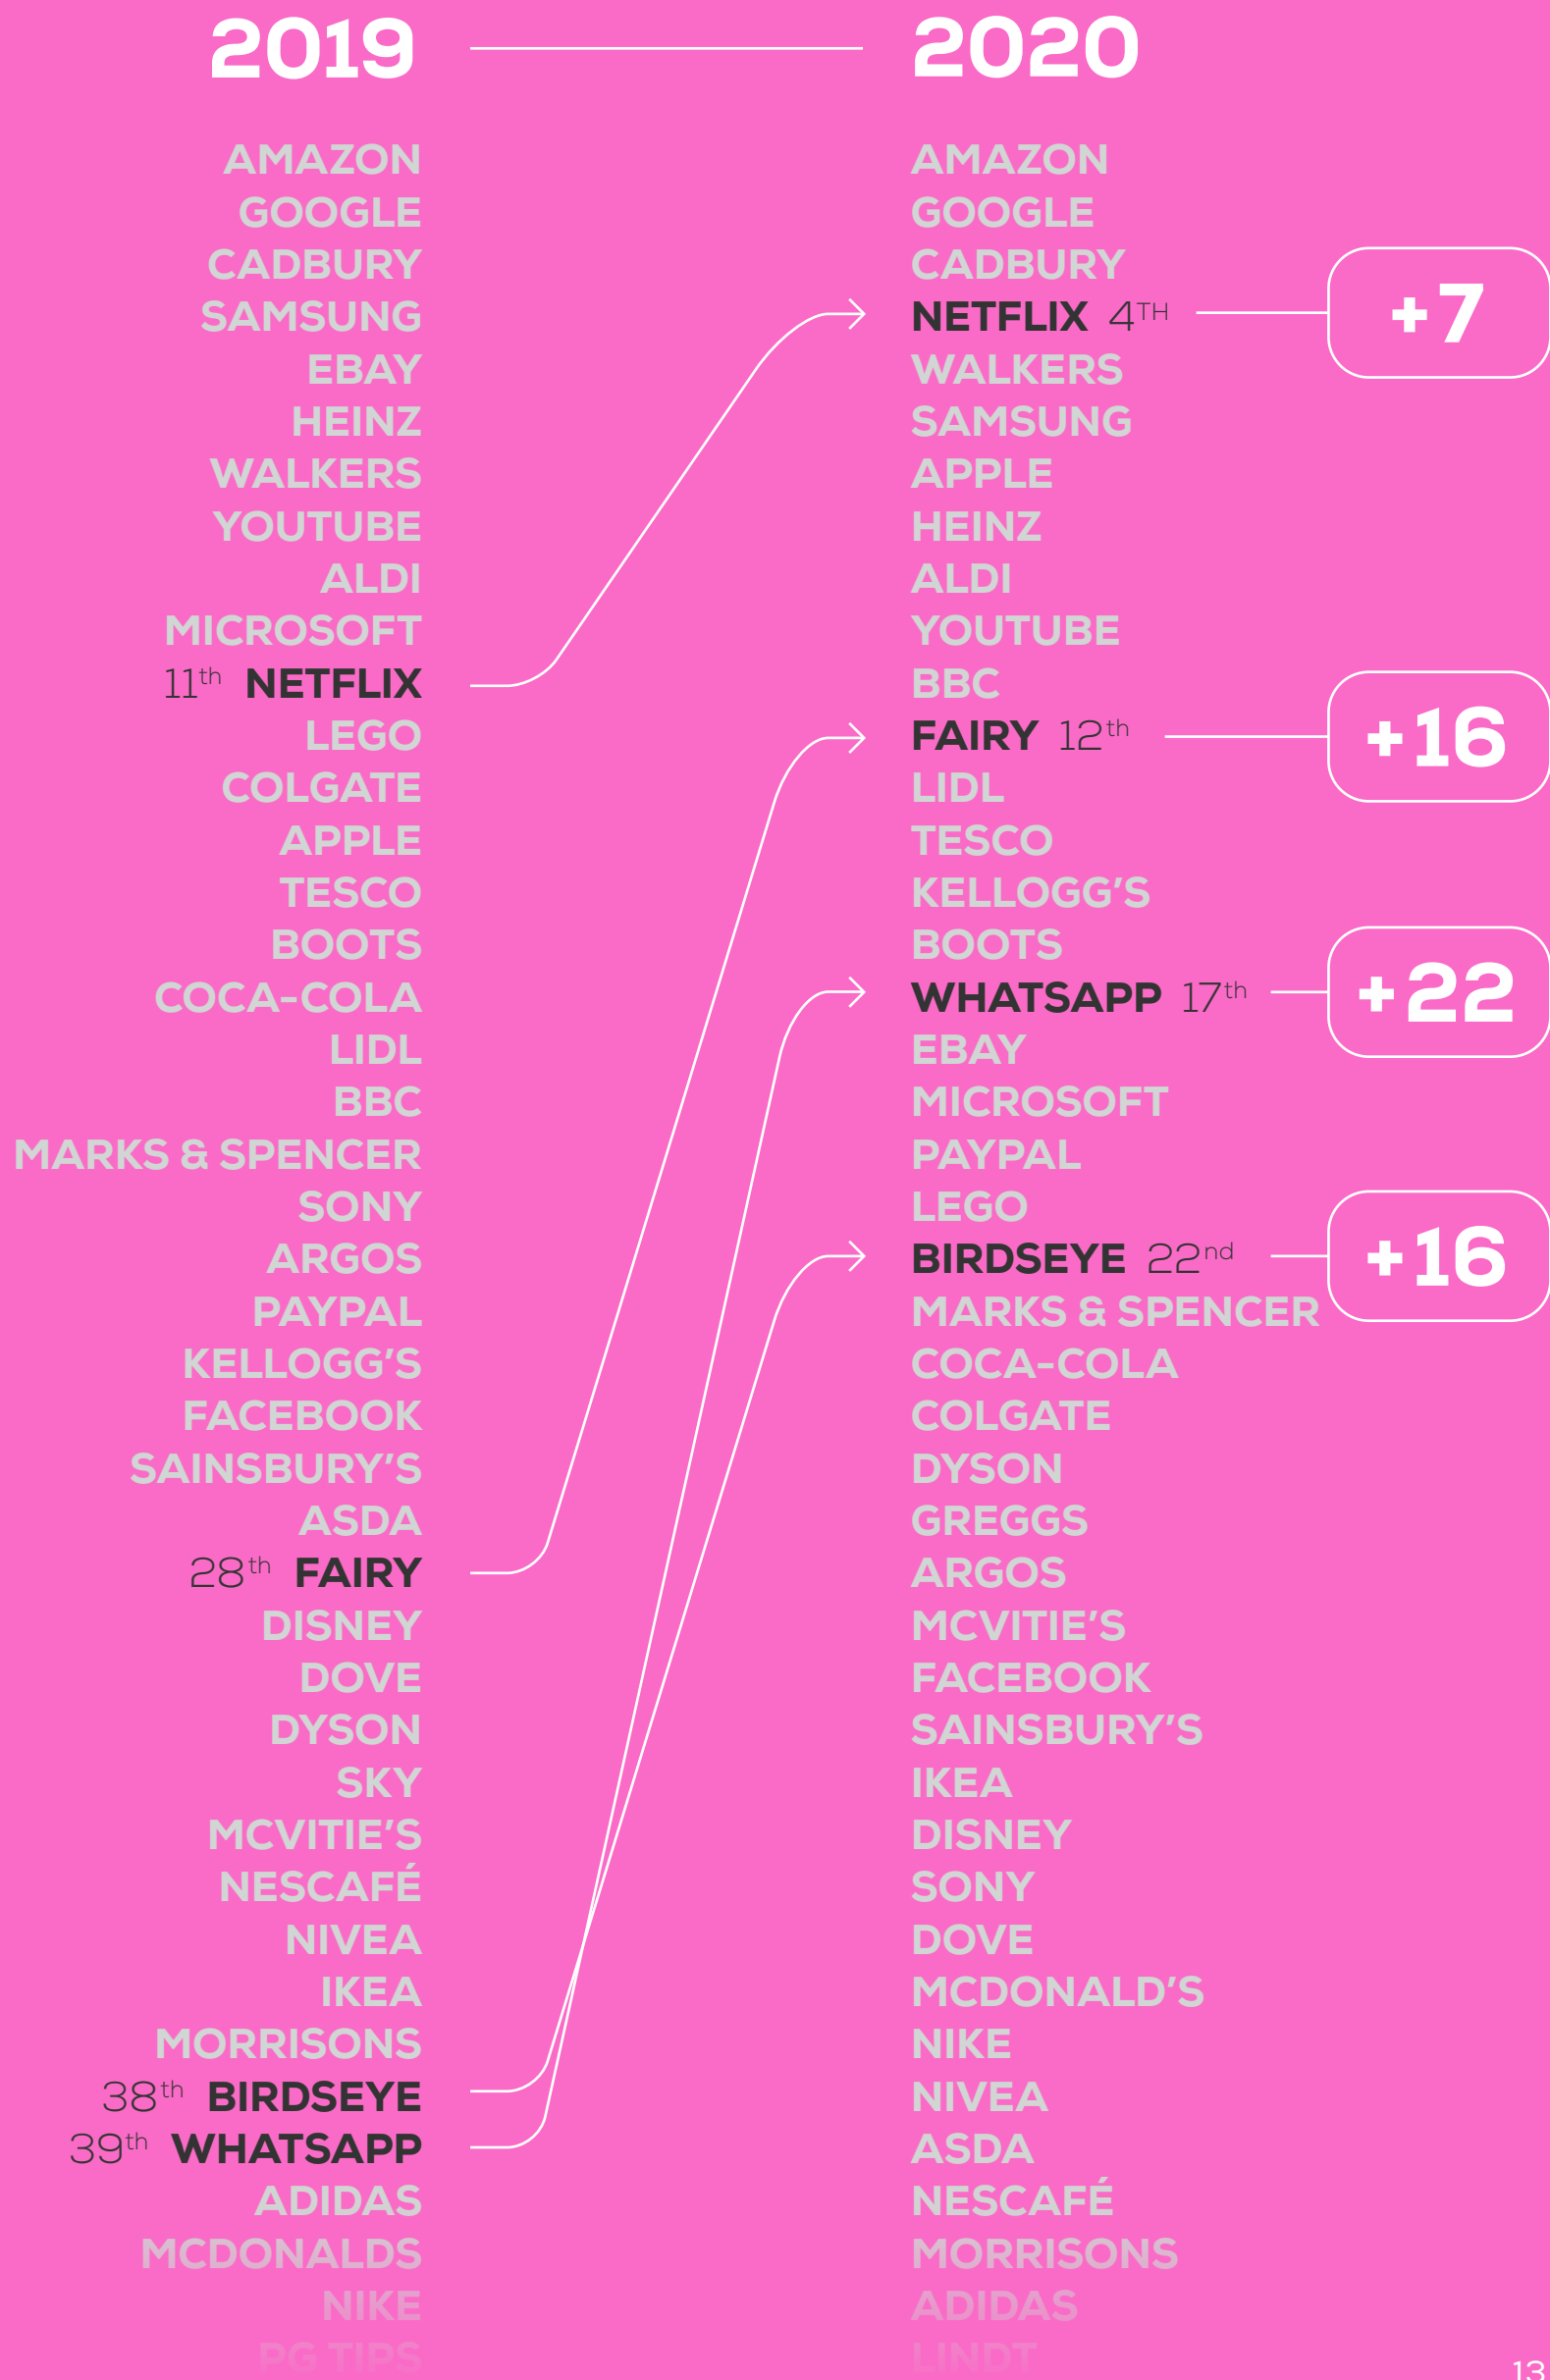 2019
2020
AMAZON
GOOGLE
CADBURY
SAMSUNG
EBAY
HEINZ
WALKERS
YOUTUBE
ALDI
MICROSOFT
11th NETFLIX
LEGO
COLGATE
APPLE
TESCO
BOOTS
COCA-COLA
LIDL
BBC
MARKS & SPENCER
SONY
ARGOS
PAYPAL
KELLOGG’S
FACEBOOK
SAINSBURY’S
ASDA
28th FAIRY
DISNEY
DOVE
DYSON
SKY
MCVITIE’S
NESCAFÉ
NIVEA
IKEA
MORRISONS
38th BIRDSEYE
39th WHATSAPP
ADIDAS
MCDONALDS
NIKE
PG TIPS
AMAZON
GOOGLE
CADBURY
NETFLIX 4TH +7
WALKERS
SAMSUNG
APPLE
HEINZ
ALDI
YOUTUBE
BBC
FAIRY 12th +16
LIDL
TESCO
KELLOGG’S
BOOTS
WHATSAPP 17th +22
EBAY
MICROSOFT
PAYPAL
LEGO
BIRDSEYE 22nd +16
MARKS & SPENCER
COCA-COLA
COLGATE
DYSON
GREGGS
ARGOS
MCVITIE’S
FACEBOOK
SAINSBURY’S
IKEA
DISNEY
SONY
DOVE
MCDONALD’S
NIKE
NIVEA
ASDA
NESCAFÉ
MORRISONS
ADIDAS
LINDT
13